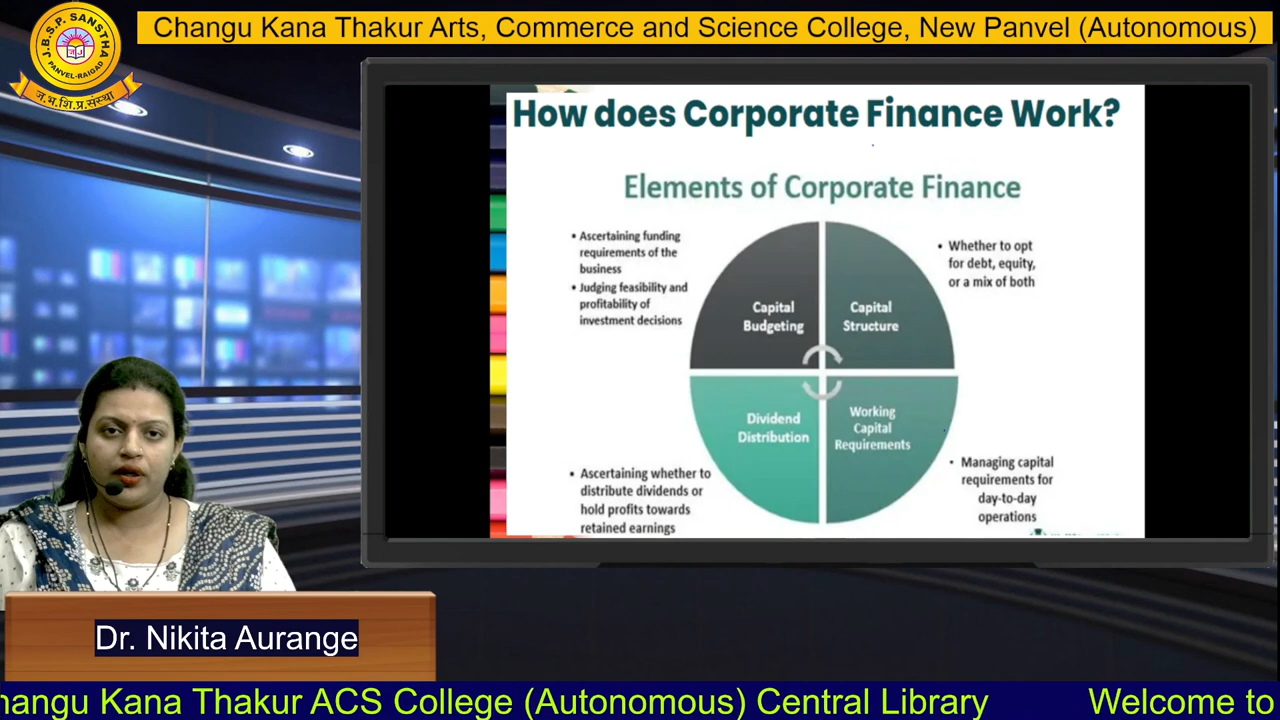 Changu Kana Thakur Arts, Commerce and Science College, New Panvel (Autonomous)
J.B.S.P. SANSTHA
PANVEL-RAIGAD
ज.भ.शि.प्र.संस्था
How does Corporate Finance Work?
Elements of Corporate Finance
• Ascertaining funding
requirements of the
business
• Judging feasibility and
profitability of
investment decisions
Capital
Budgeting
Capital
Structure
• Whether to opt
for debt, equity,
or a mix of both
Dividend
Distribution
Working
Capital
Requirements
• Ascertaining whether to
distribute dividends or
hold profits towards
retained earnings
• Managing capital
requirements for
day-to-day
operations
Dr. Nikita Aurange
hangu Kana Thakur ACS College (Autonomous) Central Library Welcome to